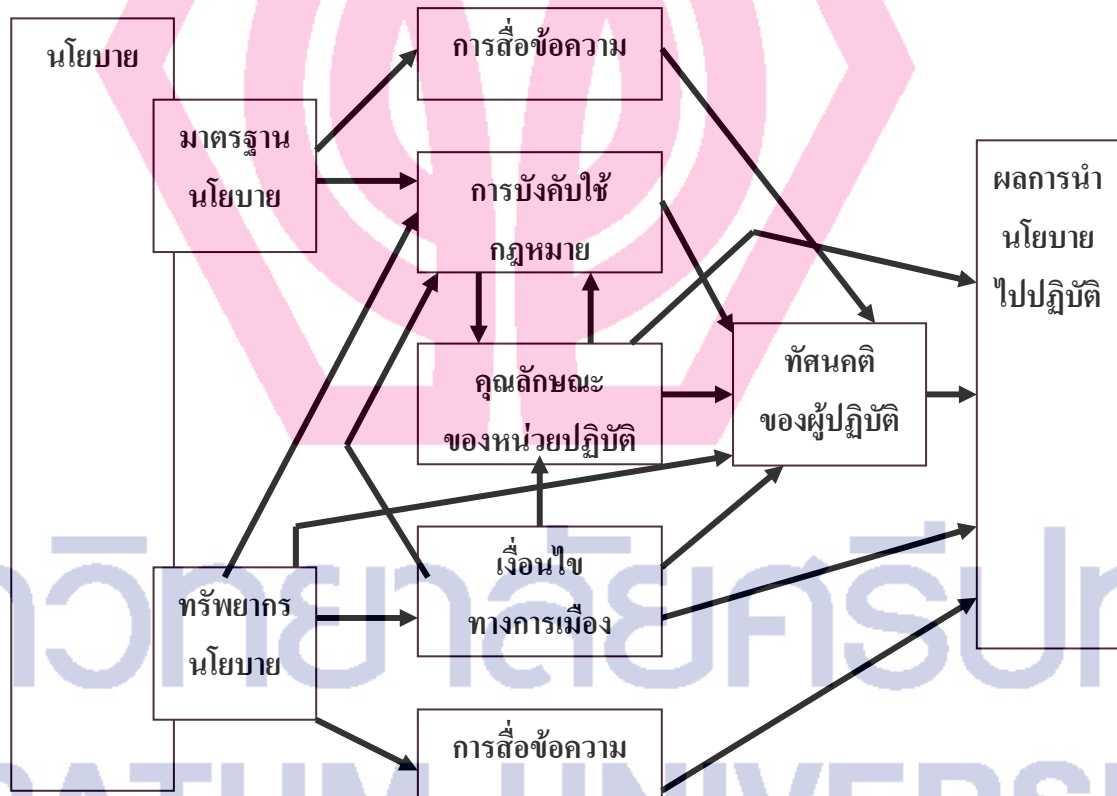 นโยบาย
การสื่อข้อความ
มาตรฐาน
นโยบาย
การบังคับใช้
กฎหมาย
ผลการนำ
นโยบาย
ไปปฏิบัติ
คุณลักษณะ
ของหน่วยปฏิบัติ
ทัศนคติ
ของผู้ปฏิบัติ
เงื่อนไข
ทางการเมือง
ทรัพยากร
นโยบาย
การสื่อข้อความ